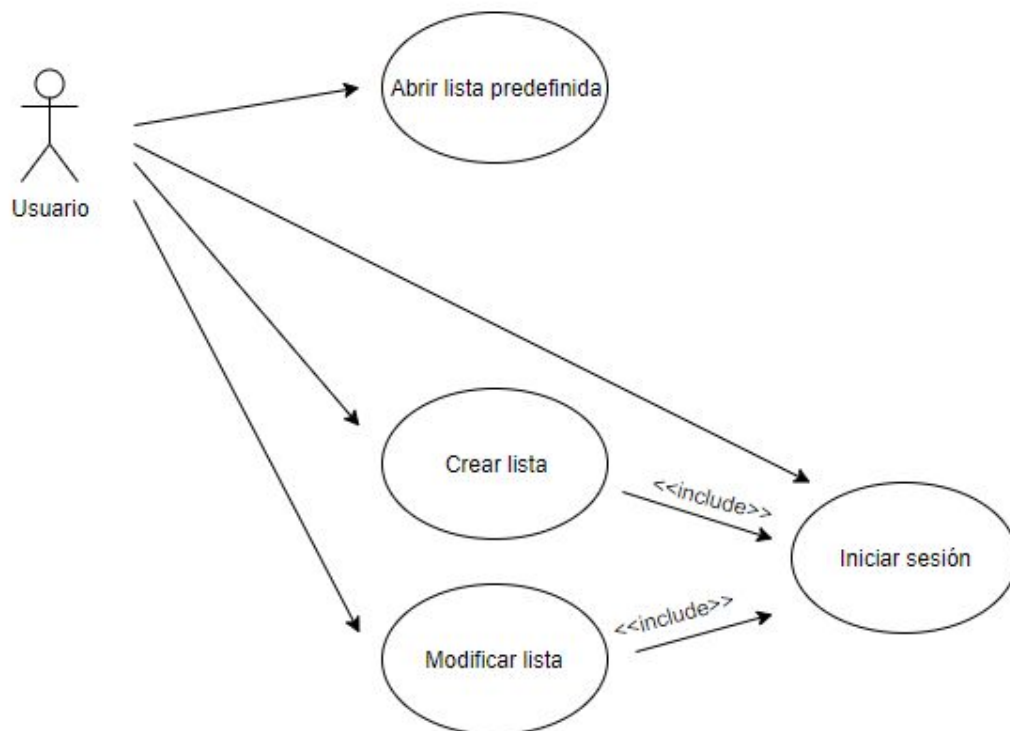 Abrir lista predefinida
Usuario
Crear lista
<<include>>
Iniciar sesión
<<include>>
Modificar lista